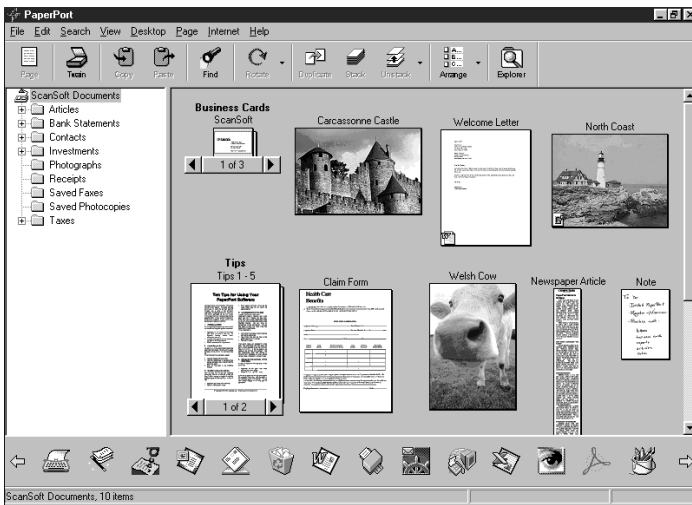 PaperPort
File Edit Search View Desktop Page Internet Help
Page Twain Copy Paste Find Rotate Duplicate Stack Unstack Arrange Explorer
ScanSoft Documents
Articles
Bank Statements
Contacts
Investments
Photographs
Receipts
Saved Faxes
Saved Photocopies
Taxes
Business Cards
ScanSoft
1 of 3
Carcassonne Castle
Welcome Letter
North Coast
Tips
Tips 1 - 5
Ten Tips for Using Your
PaperPort Software
1 of 2
Claim Form
Health Care
Benefits
Welsh Cow
Newspaper Article
Note
To Do:
ScanSoft Documents, 10 items